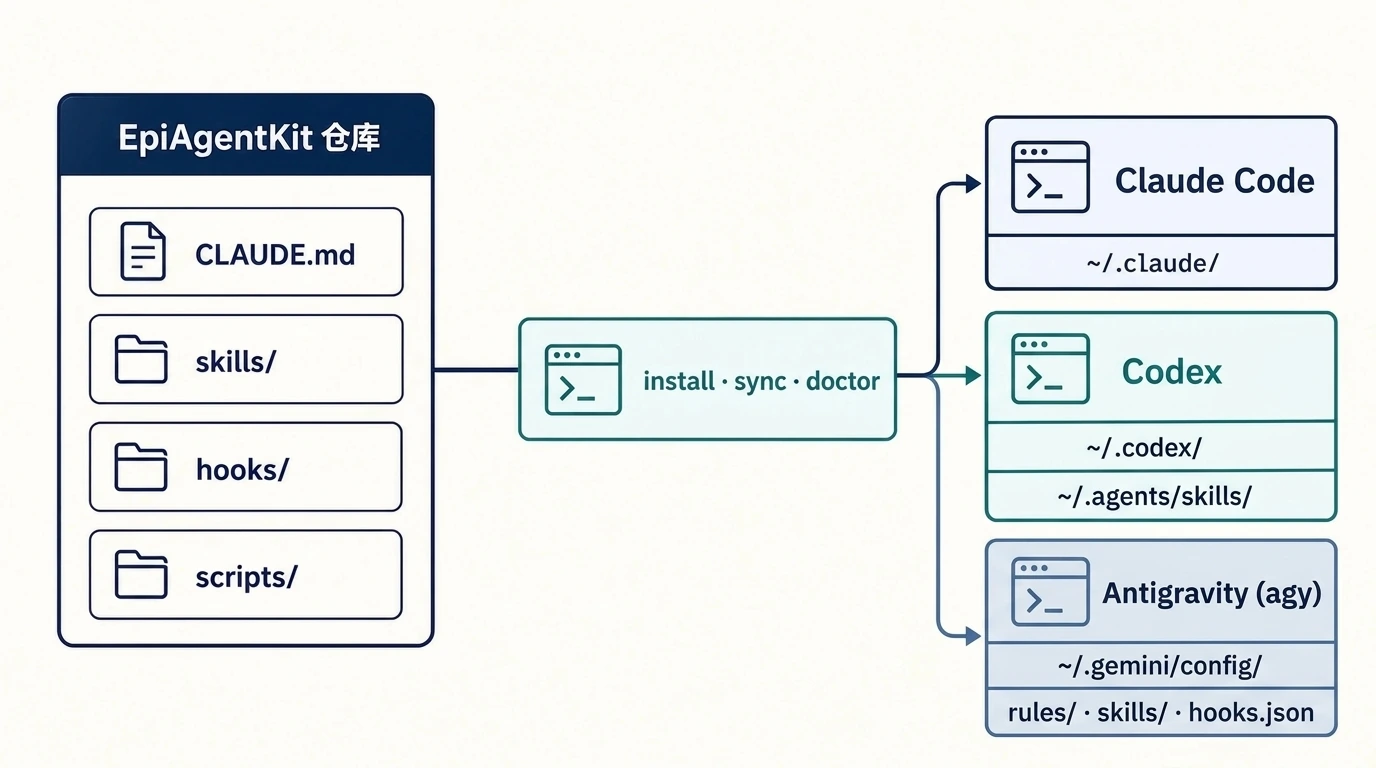 EpiAgentKit 仓库
CLAUDE.md
skills/
hooks/
scripts/
install · sync · doctor
Claude Code
~/.claude/
Codex
~/.codex/
~/.agents/skills/
Antigravity (agy)
~/.gemini/config/
rules/ · skills/ · hooks.json